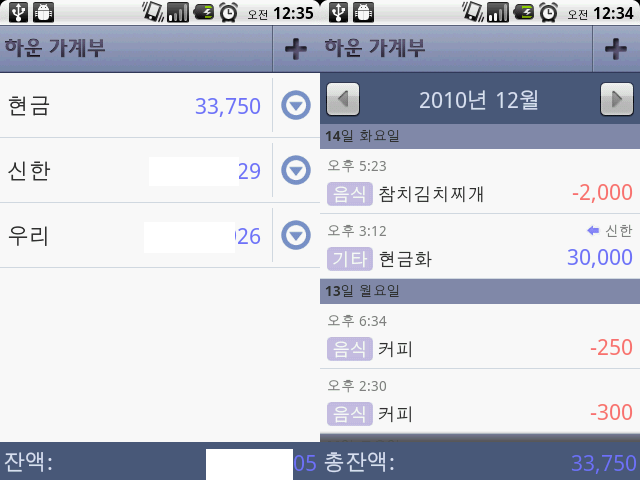 오전 12:35
하운 가계부
현금 33,750
신한 29
우리 26
잔액: 05
오전 12:34
하운 가계부
2010년 12월
14일 화요일
오후 5:23
음식 참치김치찌개 -2,000
오후 3:12 신한
기타 현금화 30,000
13일 월요일
오후 6:34
음식 커피 -250
오후 2:30
음식 커피 -300
총잔액: 33,750